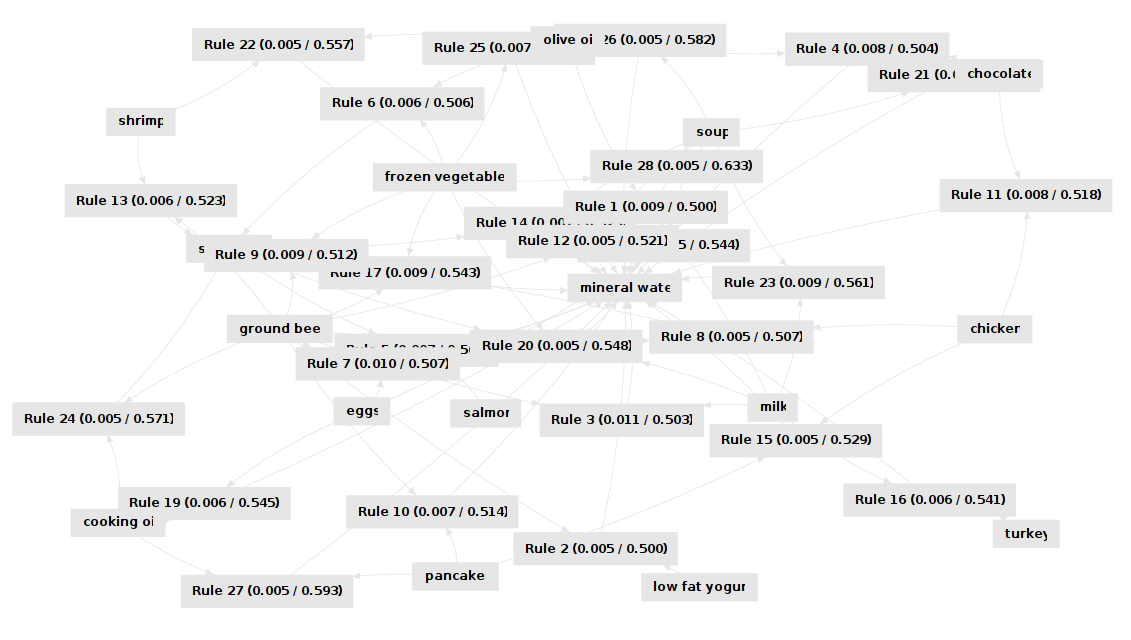 Rule 22 (0.005 / 0.557)
Rule 25 (0.007
olive oi
26 (0.005 / 0.582)
Rule 4 (0.008 / 0.504)
Rule 21
chocolate
Rule 6 (0.006 / 0.506)
shrimp
soup
Rule 28 (0.005 / 0.633)
frozen vegetable
Rule 13 (0.006 / 0.523)
Rule 11 (0.008 / 0.518)
Rule 1 (0.009 / 0.500)
Rule 14
Rule 12 (0.005 / 0.521)
5 / 0.544)
s
Rule 9 (0.009 / 0.512)
Rule 17 (0.009 / 0.543)
mineral wate
Rule 23 (0.009 / 0.561)
ground bee
chicken
Rule 8 (0.005 / 0.507)
Rule 20 (0.005 / 0.548)
Rule 7 (0.010 / 0.507)
eggs
salmon
milk
Rule 24 (0.005 / 0.571)
Rule 3 (0.011 / 0.503)
Rule 15 (0.005 / 0.529)
Rule 19 (0.006 / 0.545)
cooking oi
Rule 10 (0.007 / 0.514)
Rule 16 (0.006 / 0.541)
turkey
Rule 2 (0.005 / 0.500)
pancake
low fat yogur
Rule 27 (0.005 / 0.593)